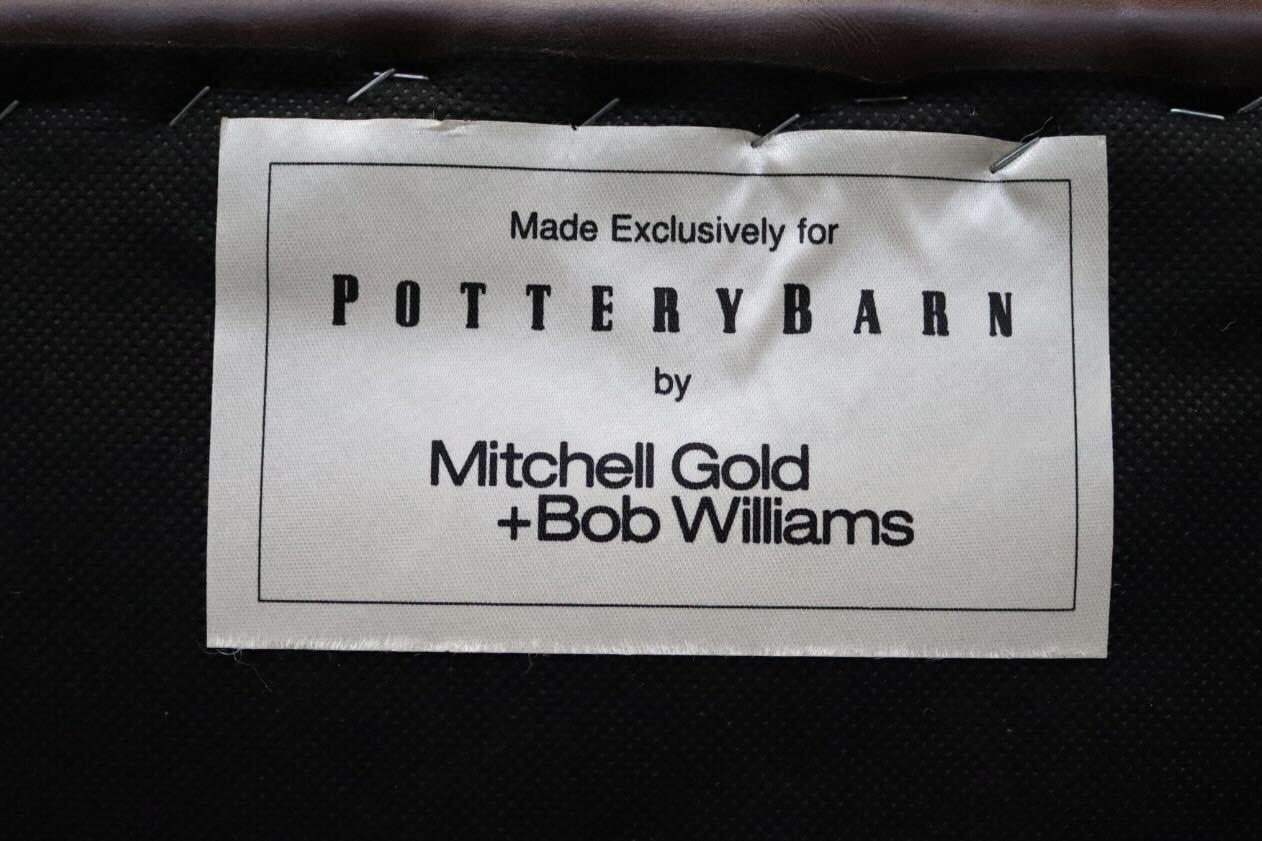 Made Exclusively for
POTTERYBARN
by
Mitchell Gold
+Bob Williams